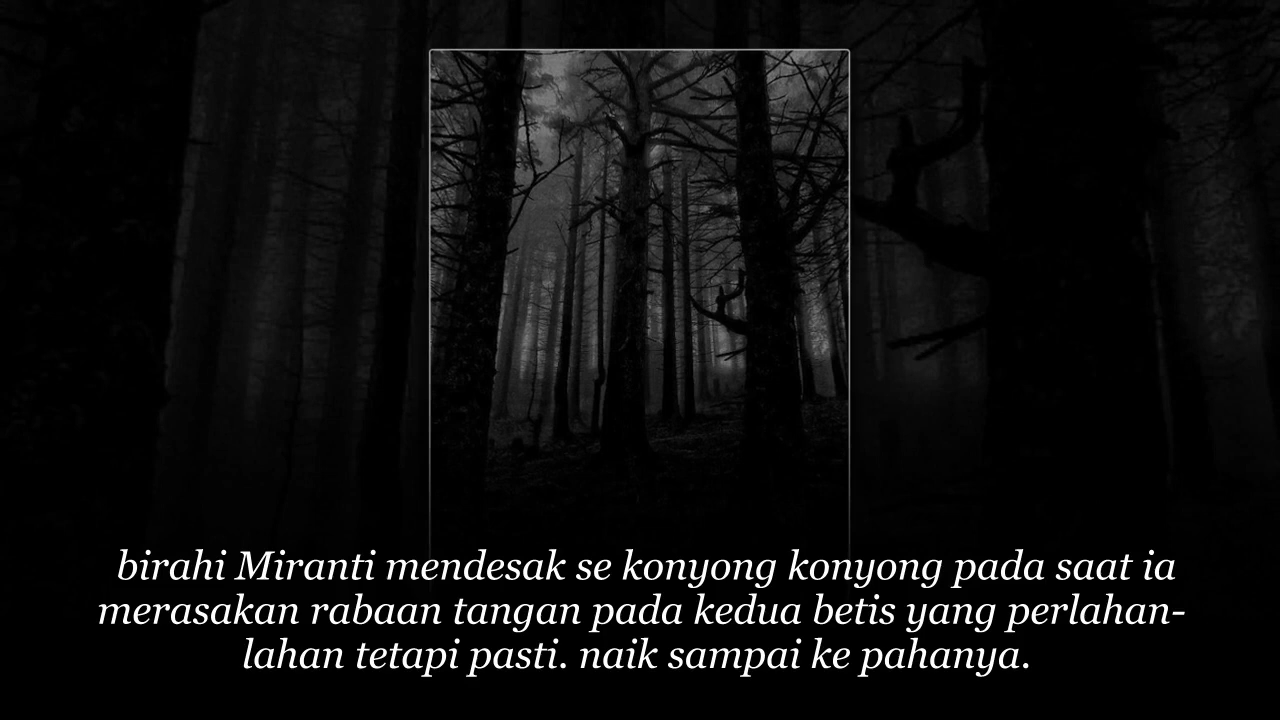 birahi Miranti mendesak se konyong konyong pada saat ia
merasakan rabaan tangan pada kedua betis yang perlahan-
lahan tetapi pasti. naik sampai ke pahanya.